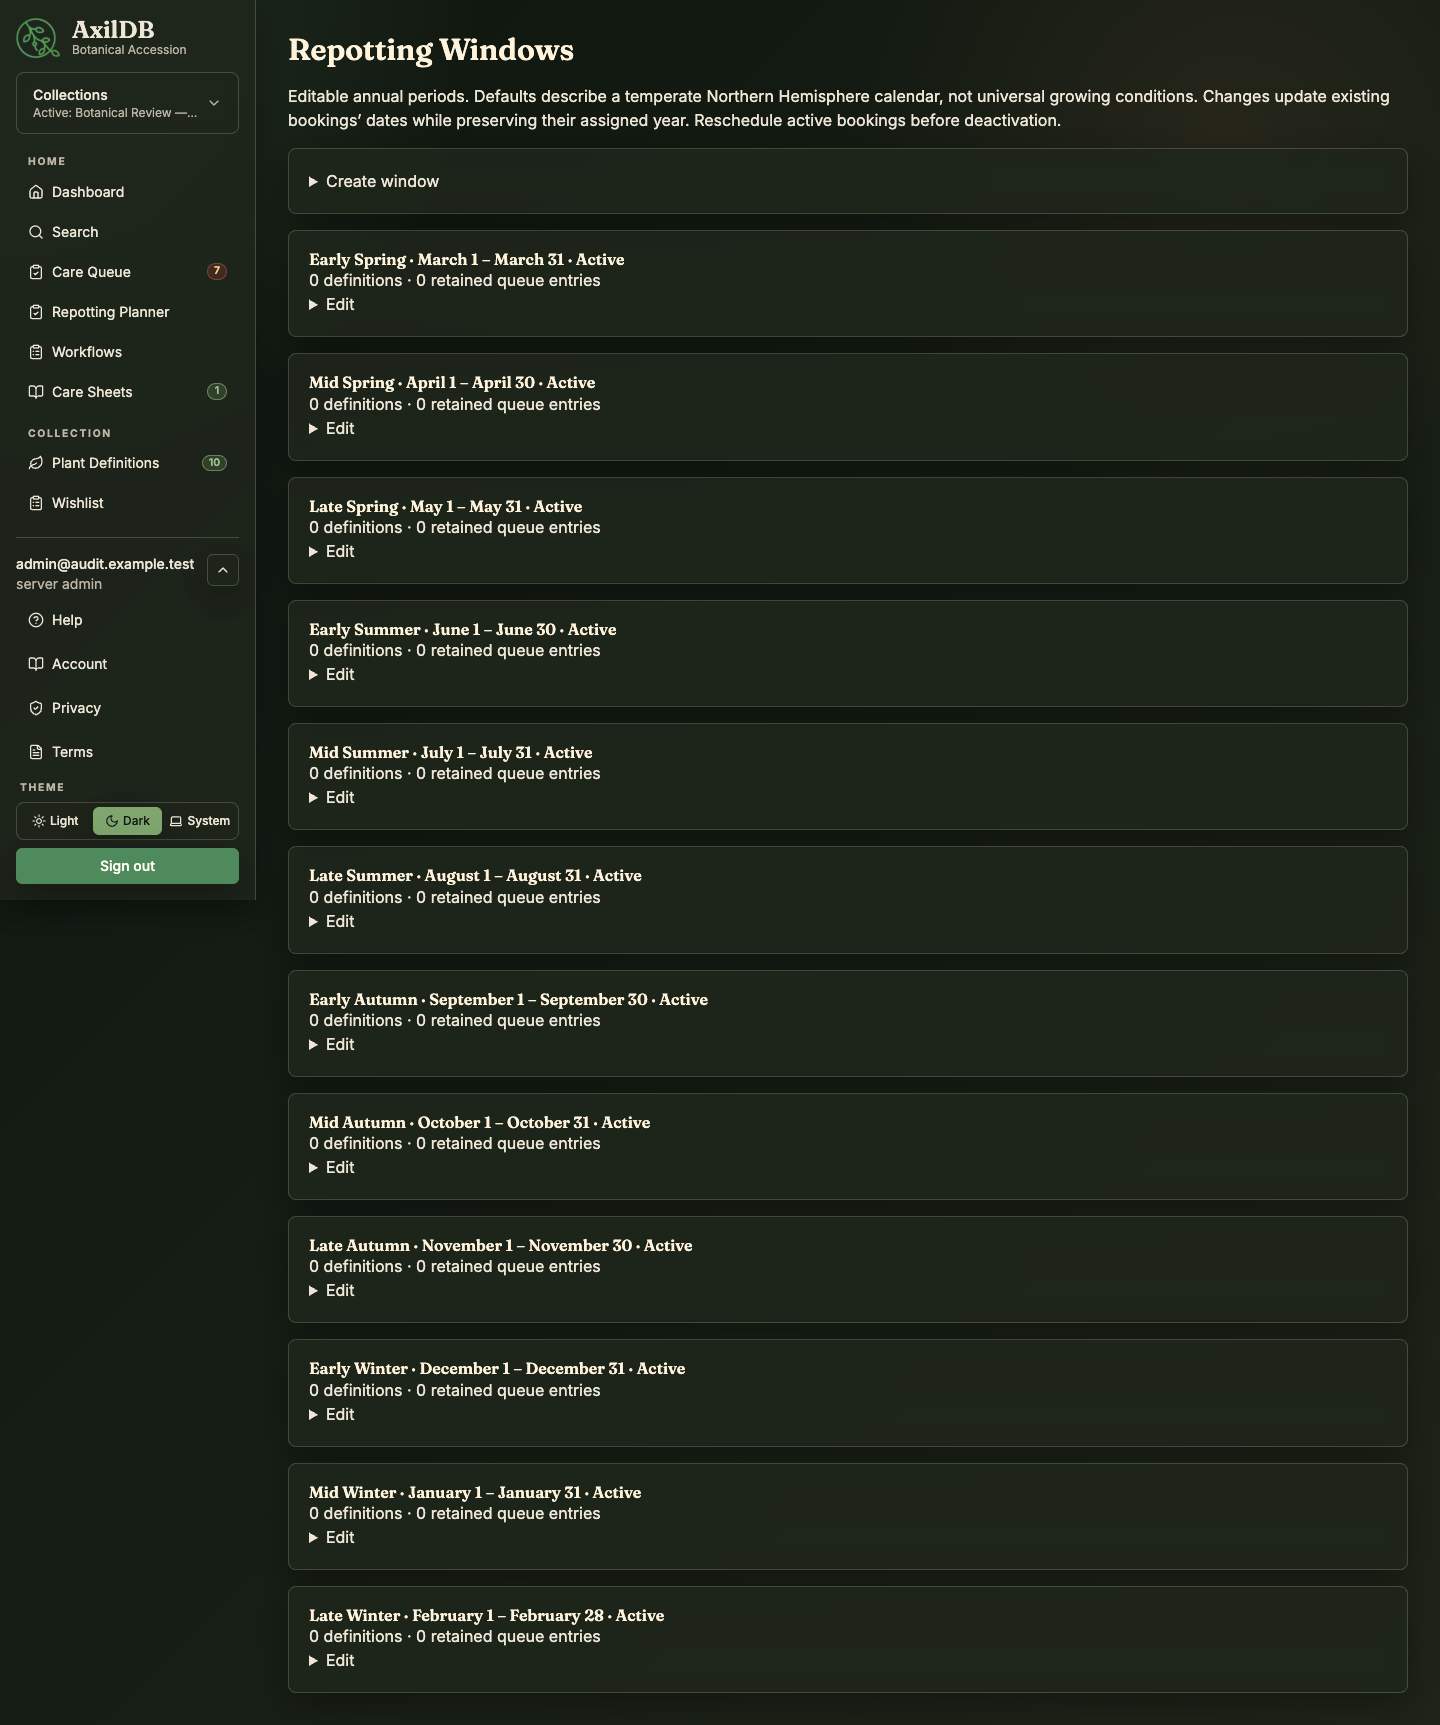 AxilDB
Botanical Accession
Collections
Active: Botanical Review —...
HOME
Dashboard
Search
Care Queue 7
Repotting Planner
Workflows
Care Sheets 1
COLLECTION
Plant Definitions 10
Wishlist
admin@audit.example.test
server admin
Help
Account
Privacy
Terms
THEME
Light Dark System
Sign out
Repotting Windows
Editable annual periods. Defaults describe a temperate Northern Hemisphere calendar, not universal growing conditions. Changes update existing
bookings’ dates while preserving their assigned year. Reschedule active bookings before deactivation.
Create window
Early Spring · March 1 – March 31 · Active
0 definitions · 0 retained queue entries
Edit
Mid Spring · April 1 – April 30 · Active
0 definitions · 0 retained queue entries
Edit
Late Spring · May 1 – May 31 · Active
0 definitions · 0 retained queue entries
Edit
Early Summer · June 1 – June 30 · Active
0 definitions · 0 retained queue entries
Edit
Mid Summer · July 1 – July 31 · Active
0 definitions · 0 retained queue entries
Edit
Late Summer · August 1 – August 31 · Active
0 definitions · 0 retained queue entries
Edit
Early Autumn · September 1 – September 30 · Active
0 definitions · 0 retained queue entries
Edit
Mid Autumn · October 1 – October 31 · Active
0 definitions · 0 retained queue entries
Edit
Late Autumn · November 1 – November 30 · Active
0 definitions · 0 retained queue entries
Edit
Early Winter · December 1 – December 31 · Active
0 definitions · 0 retained queue entries
Edit
Mid Winter · January 1 – January 31 · Active
0 definitions · 0 retained queue entries
Edit
Late Winter · February 1 – February 28 · Active
0 definitions · 0 retained queue entries
Edit